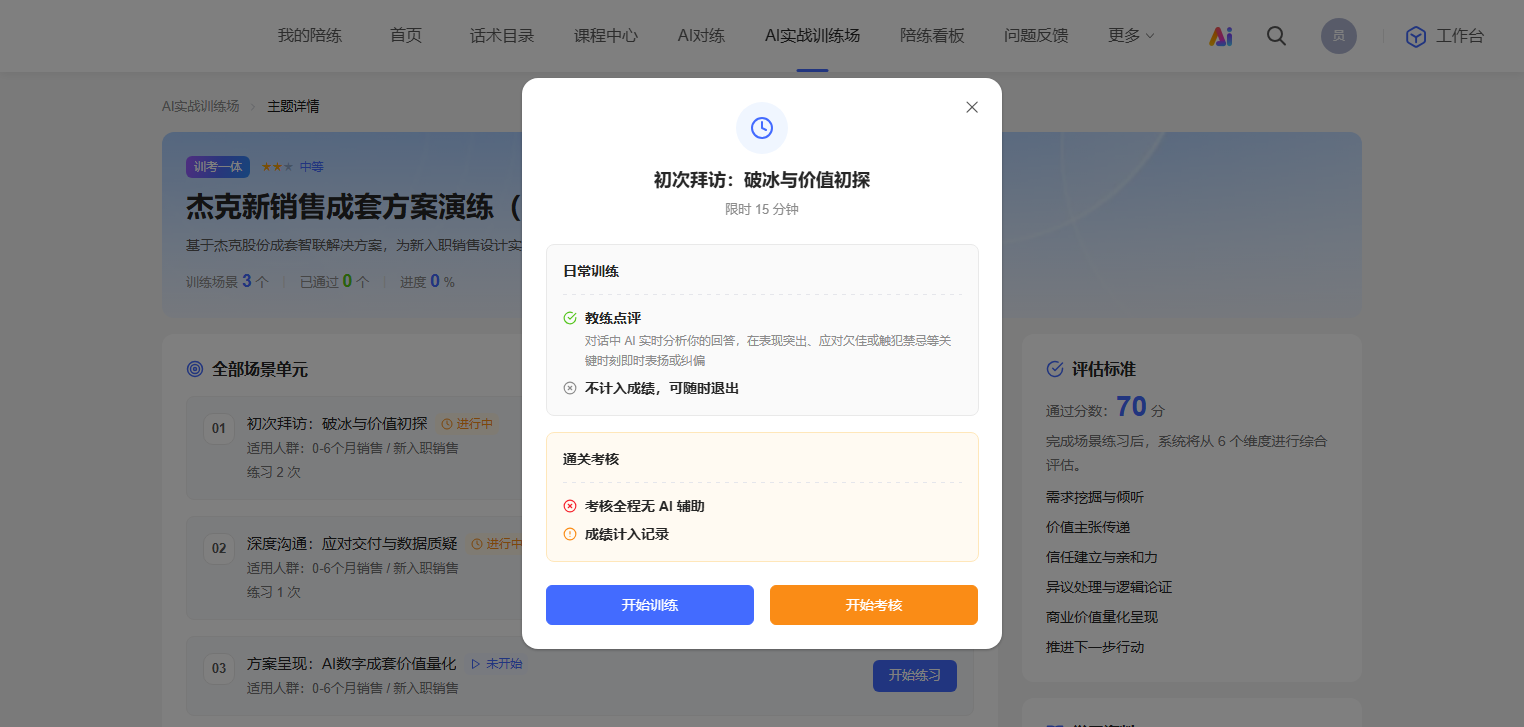 我的陪练 首页 话术目录 课程中心 AI对练 AI实战训练场 陪练看板 问题反馈 更多 Ai 员 工作台
AI实战训练场 > 主题详情
训考一体 ★★★ 中等
杰克新销售成套方案演练（
基于杰克股份成套智联解决方案，为新入职销售设计实
训练场景 3 个 已通过 0 个 进度 0 %
全部场景单元
01 初次拜访：破冰与价值初探 进行中
适用人群：0-6个月销售 / 新入职销售
练习 2 次
02 深度沟通：应对交付与数据质疑 进行中
适用人群：0-6个月销售 / 新入职销售
练习 1 次
03 方案呈现：AI数字成套价值量化 未开始
适用人群：0-6个月销售 / 新入职销售
开始练习
初次拜访：破冰与价值初探
限时 15 分钟
日常训练
教练点评
对话中 AI 实时分析你的回答，在表现突出、应对欠佳或触犯禁忌等关
键时刻即时表扬或纠偏
不计入成绩，可随时退出
通关考核
考核全程无 AI 辅助
成绩计入记录
开始训练 开始考核
评估标准
通过分数：70 分
完成场景练习后，系统将从 6 个维度进行综合
评估。
需求挖掘与倾听
价值主张传递
信任建立与亲和力
异议处理与逻辑论证
商业价值量化呈现
推进下一步行动